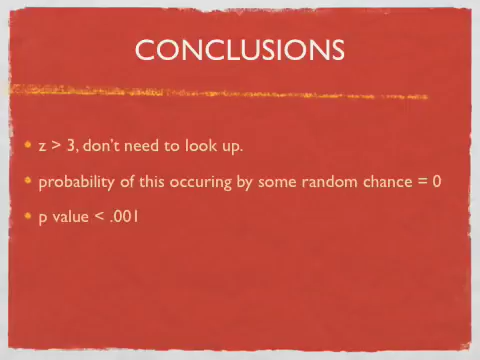 CONCLUSIONS
z > 3, don't need to look up.
probability of this occuring by some random chance = 0
p value < .001